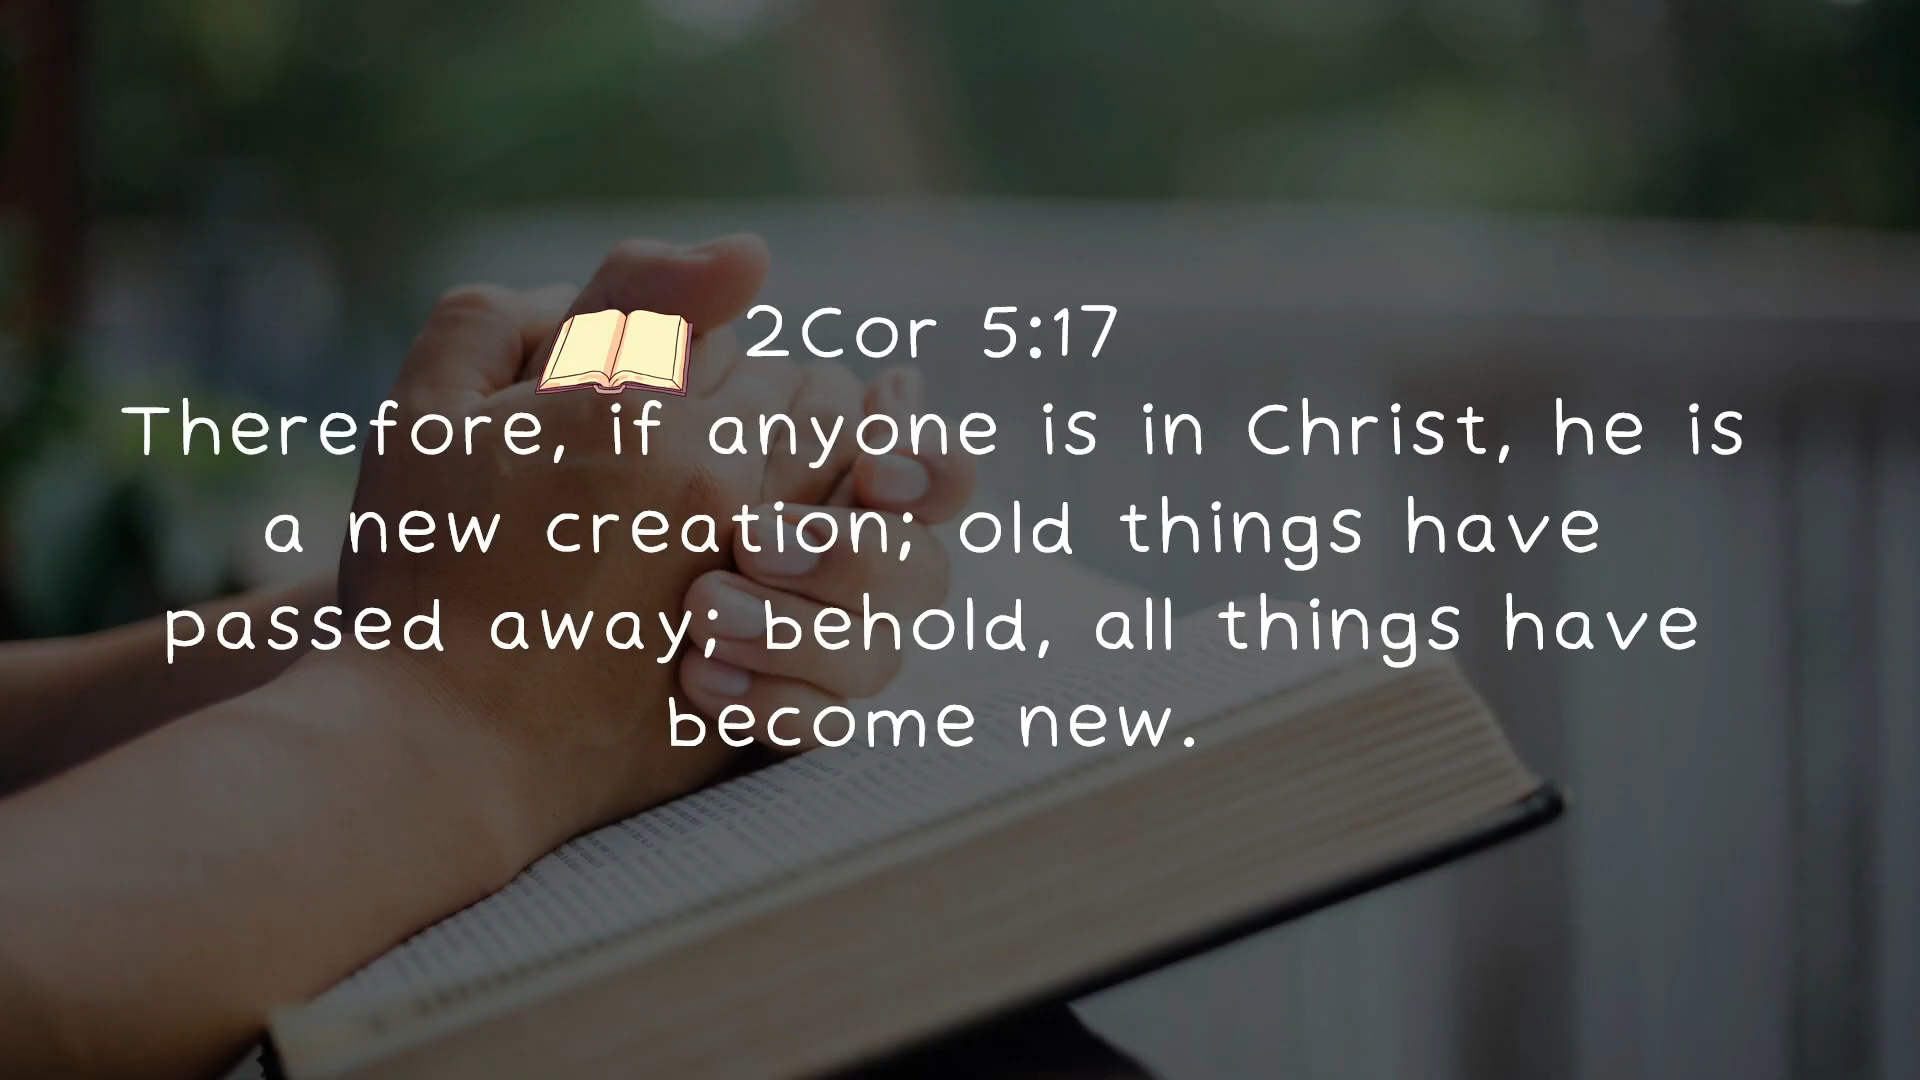 2Cor 5:17
Therefore, if anyone is in Christ, he is
a new creation; old things have
passed away; behold, all things have
become new.